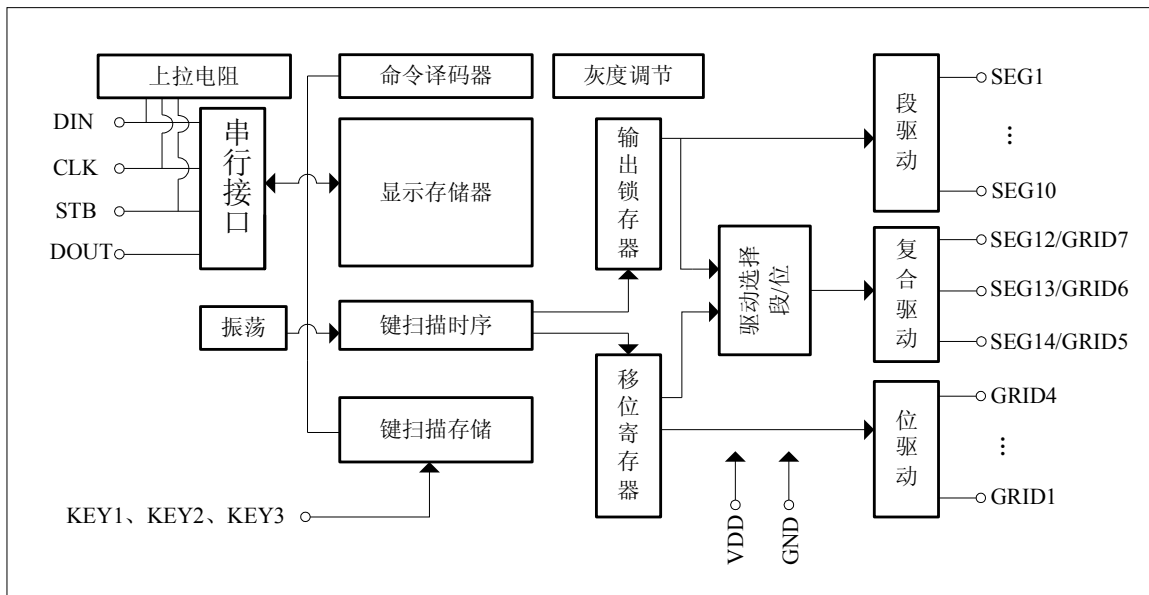 上拉电阻
命令译码器
灰度调节
DIN
CLK
STB
DOUT
串行接口
显示存储器
输出锁存器
段驱动
SEG1
⋮
SEG10
振荡
键扫描时序
驱动选择
段/位
复合驱动
SEG12/GRID7
SEG13/GRID6
SEG14/GRID5
键扫描存储
移位寄存器
位驱动
GRID4
⋮
GRID1
KEY1、KEY2、KEY3
VDD
GND